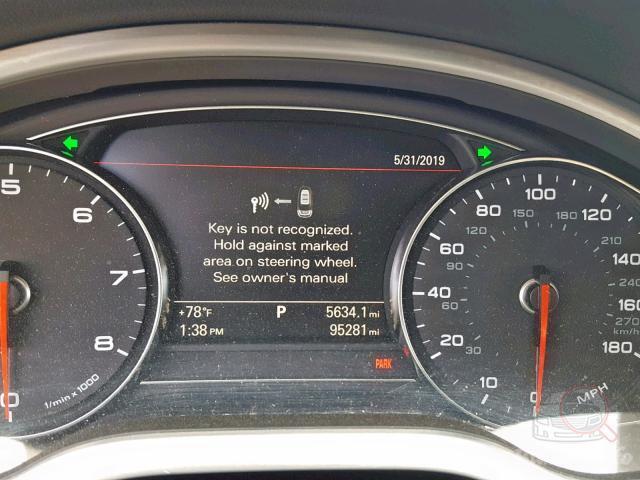 5/31/2019
Key is not recognized.
Hold against marked
area on steering wheel.
See owner's manual
+78°F P 5634.1 mi
1:38 PM 95281 mi
PARK
0 5 6 7 8
1/min x 1000
0 10 20 40 60 80 100 120 140 160 180
30 60 90 120 150 180 210 240 270
km/h
MPH